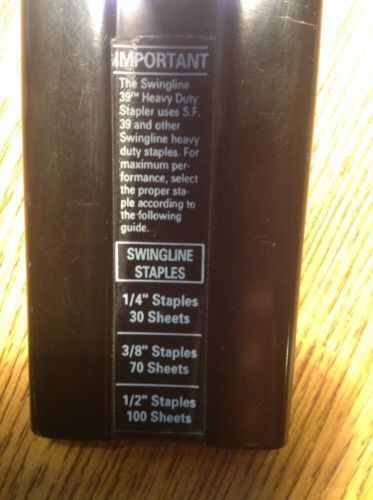 IMPORTANT
The Swingline
39™ Heavy Duty
Stapler uses S.F.
39 and other
Swingline heavy
duty staples. For
maximum per-
formance, select
the proper sta-
ple according to
the following
guide.
SWINGLINE
STAPLES
1/4" Staples
30 Sheets
3/8" Staples
70 Sheets
1/2" Staples
100 Sheets